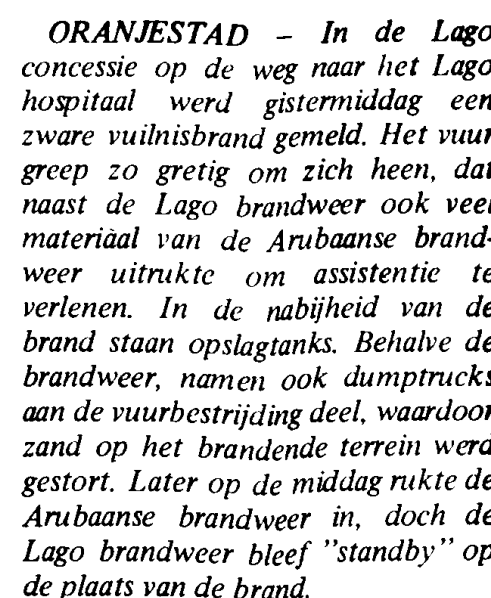 ORANJESTAD – In de Lago
concessie op de weg naar het Lago
hospitaal werd gistermiddag een
zware vuilnisbrand gemeld. Het vuur
greep zo gretig om zich heen, dat
naast de Lago brandweer ook veel
materiaal van de Arubaanse brand-
weer uitrukte om assistentie te
verlenen. In de nabijheid van de
brand staan opslagtanks. Behalve de
brandweer, namen ook dumptrucks
aan de vuurbestrijding deel, waardoor
zand op het brandende terrein werd
gestort. Later op de middag rukte de
Arubaanse brandweer in, doch de
Lago brandweer bleef "standby" op
de plaats van de brand.